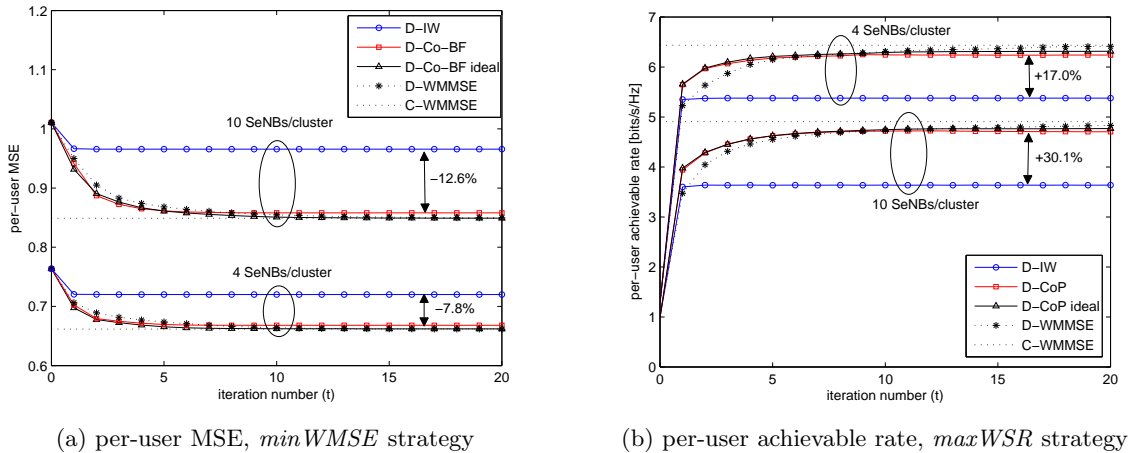 1.2
1.1
1
0.9
0.8
0.7
0.6
per-user MSE
D-IW
D-Co-BF
D-Co-BF ideal
D-WMMSE
C-WMMSE
10 SeNBs/cluster
−12.6%
4 SeNBs/cluster
−7.8%
0 5 10 15 20
iteration number (t)
(a) per-user MSE, minWMSE strategy
7
6
5
4
3
2
1
0
per-user achievable rate [bits/s/Hz]
4 SeNBs/cluster
+17.0%
+30.1%
10 SeNBs/cluster
D-IW
D-CoP
D-CoP ideal
D-WMMSE
C-WMMSE
0 5 10 15 20
iteration number (t)
(b) per-user achievable rate, maxWSR strategy